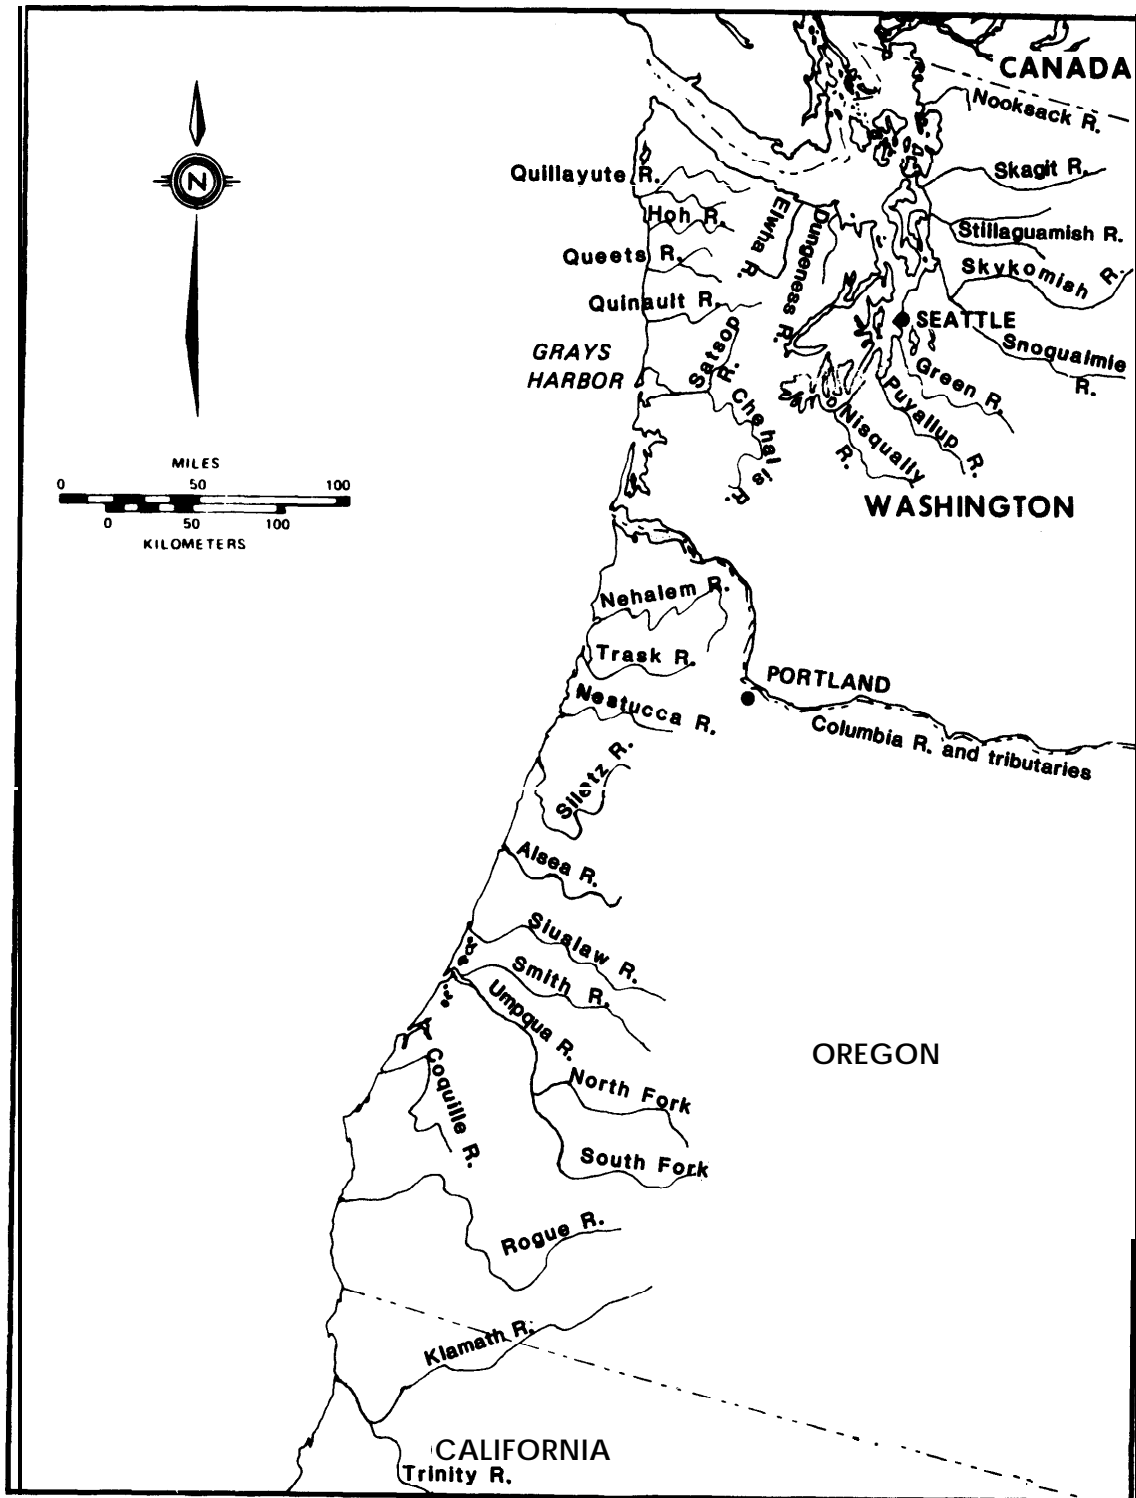 CANADA
Nooksack R.
N
Quillayute R.
Skagit R.
Hoh R.
Elwha R.
Dungeness R.
Stillaguamish R.
Queets R.
Skykomish R.
Quinault R.
SEATTLE
Satsop R.
Snoqualmie R.
GRAYS
HARBOR
Green R.
Puyallup R.
Chehalis R.
Nisqually R.
MILES
0 50 100
0 50 100
KILOMETERS
WASHINGTON
Nehalem R.
Trask R.
PORTLAND
Nestucca R.
Columbia R. and tributaries
Siletz R.
Alsea R.
Siuslaw R.
Smith R.
Umpqua R.
OREGON
Coquille R.
North Fork
South Fork
Rogue R.
Klamath R.
CALIFORNIA
Trinity R.